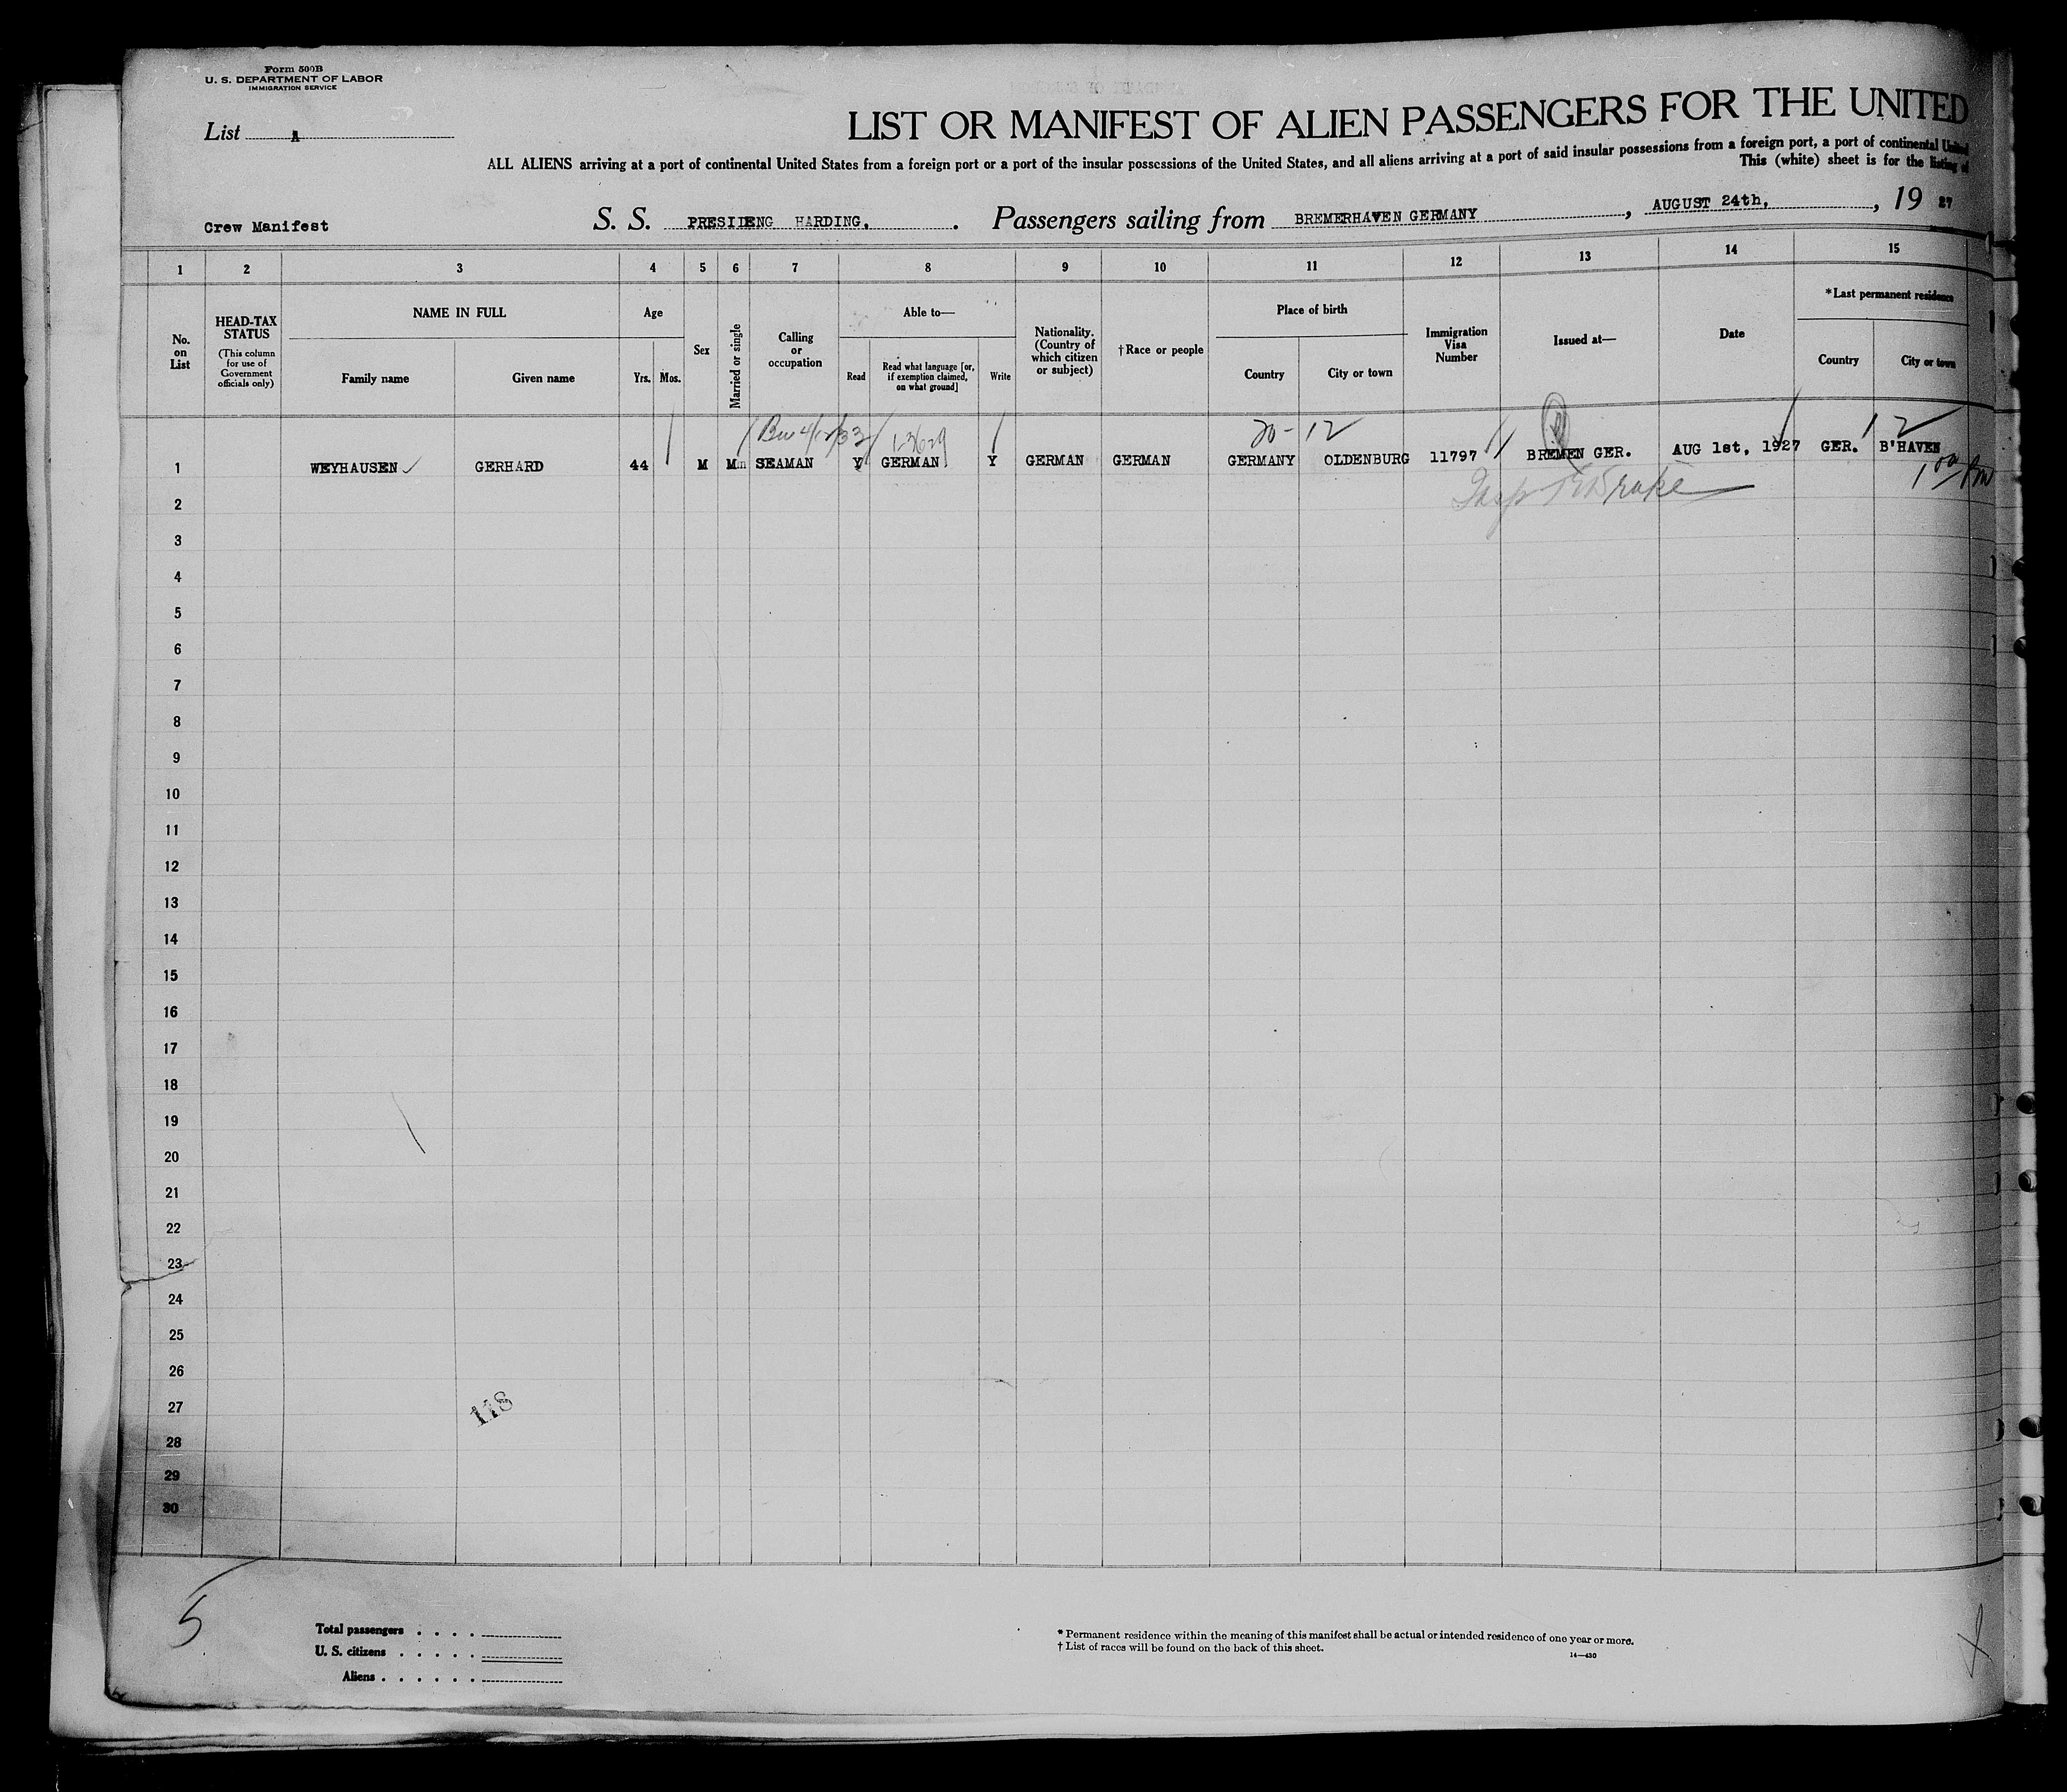 Form 500B
U. S. DEPARTMENT OF LABOR
IMMIGRATION SERVICE
List A
LIST OR MANIFEST OF ALIEN PASSENGERS FOR THE UNITED
ALL ALIENS arriving at a port of continental United States from a foreign port or a port of the insular possessions of the United States, and all aliens arriving at a port of said insular possessions from a foreign port, a port of continental United
This (white) sheet is for the listing of
Crew Manifest S. S. PRESIDENG HARDING. . Passengers sailing from BREMERHAVEN GERMANY , AUGUST 24th, , 19 27
1 2 3 4 5 6 7 8 9 10 11 12 13 14 15
No. on List
HEAD-TAX STATUS
(This column for use of Government officials only)
NAME IN FULL
Family name Given name
Age
Yrs. Mos.
Sex
Married or single
Calling or occupation
Able to—
Read
Read what language [or, if exemption claimed, on what ground]
Write
Nationality. (Country of which citizen or subject)
†Race or people
Place of birth
Country City or town
Immigration Visa Number
Issued at—
Date
*Last permanent residence
Country City or town
20-12 12
1 WEYHAUSEN GERHARD 44 M M SEAMAN Y GERMAN Y GERMAN GERMAN GERMANY OLDENBURG 11797 BREMEN GER. AUG 1st, 1927 GER. B'HAVEN
Drake
2
3
4
5
6
7
8
9
10
11
12
13
14
15
16
17
18
19
20
21
22
23
24
25
26
27
118
28
29
30
5
Total passengers . . . .
U. S. citizens . . . . .
Aliens . . . . . .
* Permanent residence within the meaning of this manifest shall be actual or intended residence of one year or more.
† List of races will be found on the back of this sheet.
14—430